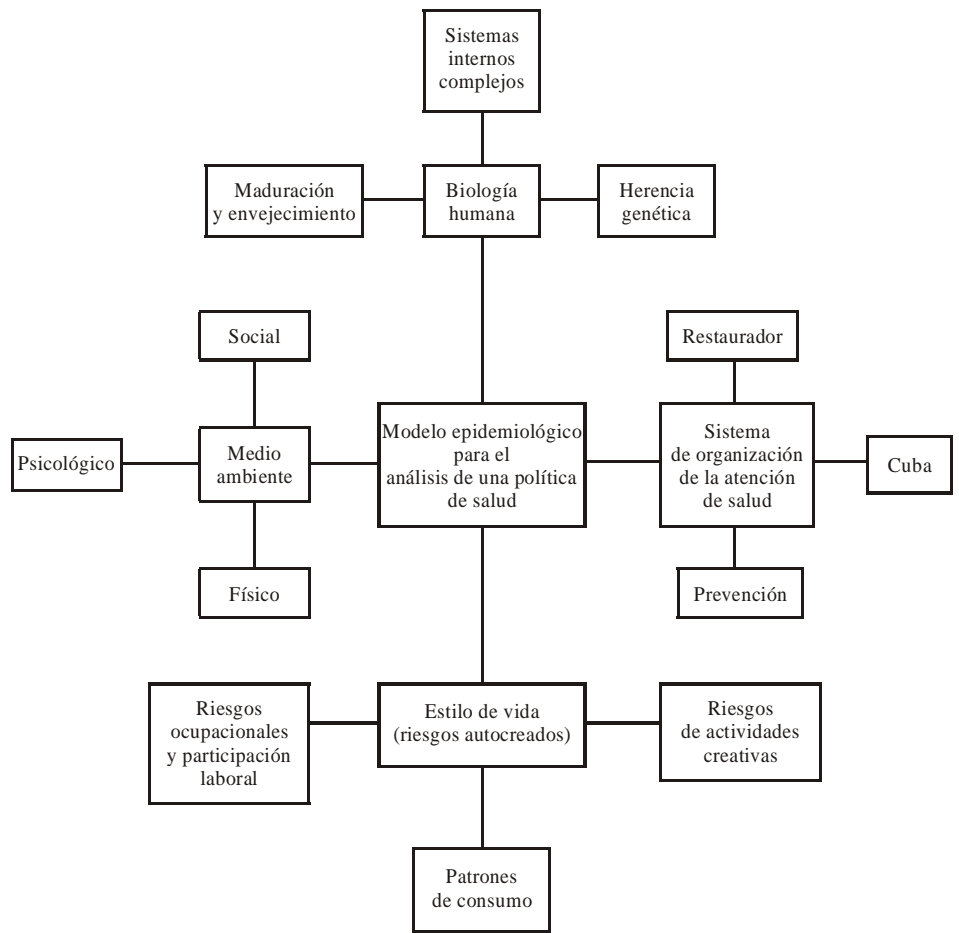 Sistemas
internos
complejos
Maduración
y envejecimiento
Biología
humana
Herencia
genética
Social
Restaurador
Psicológico
Medio
ambiente
Modelo epidemiológico
para el
análisis de una política
de salud
Sistema
de organización
de la atención
de salud
Cuba
Físico
Prevención
Riesgos
ocupacionales
y participación
laboral
Estilo de vida
(riesgos autocreados)
Riesgos
de actividades
creativas
Patrones
de consumo